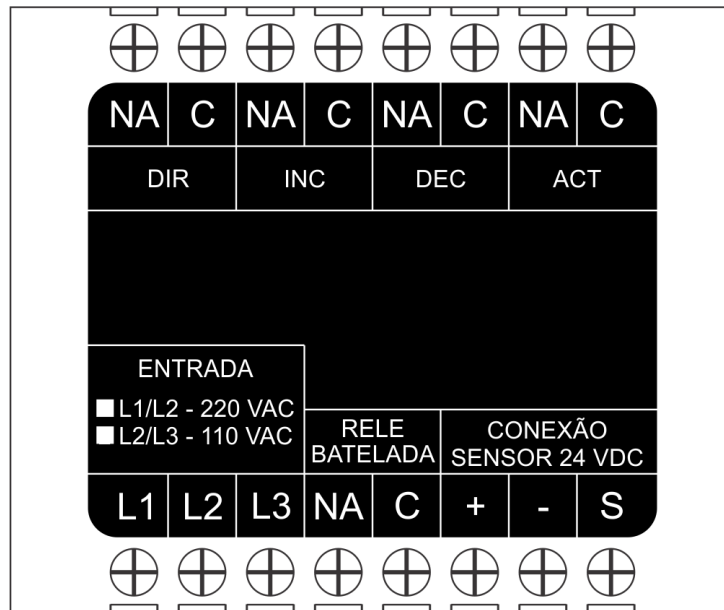 NA C NA C NA C NA C
DIR INC DEC ACT
ENTRADA
L1/L2 - 220 VAC
L2/L3 - 110 VAC
RELE
BATELADA
CONEXÃO
SENSOR 24 VDC
L1 L2 L3 NA C + - S